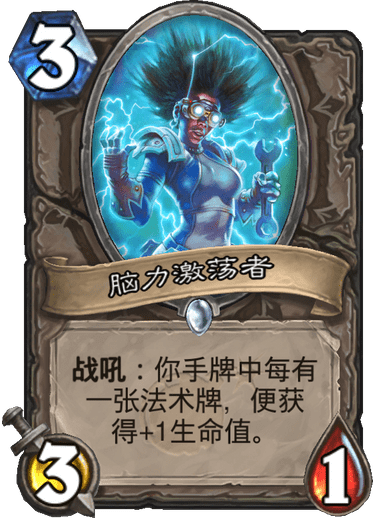 3
脑力激荡者
战吼：你手牌中每有
一张法术牌，便获
得+1生命值。
3
1